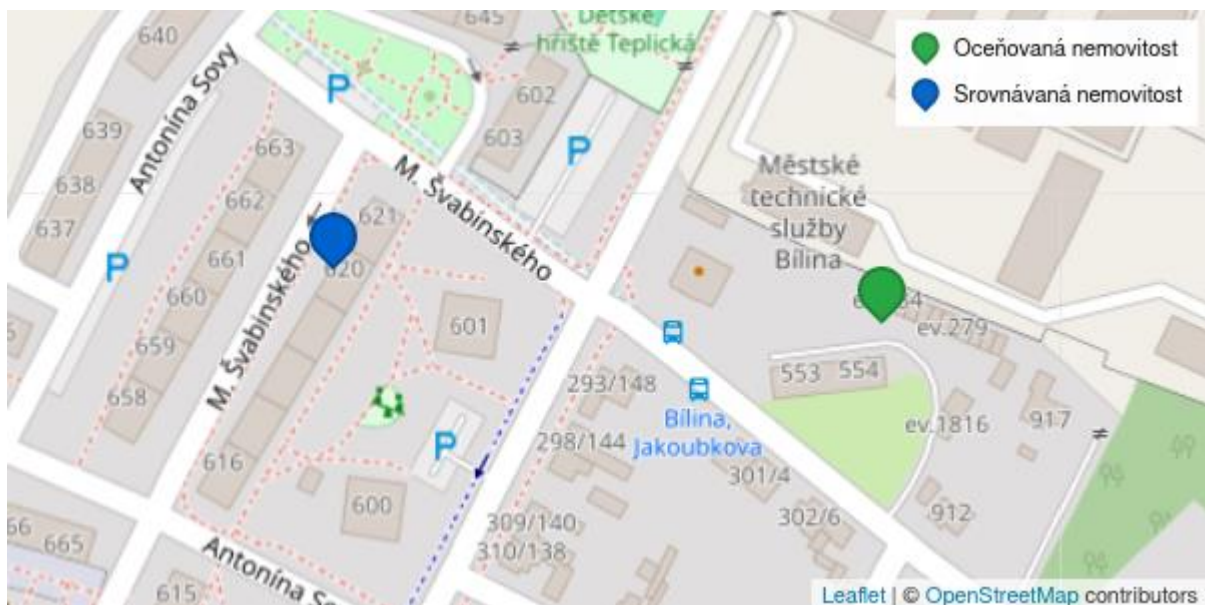 Oceňovaná nemovitost
Srovnávaná nemovitost
640
645
Dětské
hřiště Teplická
602
603
639
638
637
Antonína Sovy
663
662
661
660
659
658
P
P
M. Švabinského
621
620
M. Švabinského
P
601
616
600
P
Městské
technické
služby
Bílina
ev.279
553
554
ev.1816
917
912
293/148
298/144
Bílina,
Jakoubkova
301/4
302/6
309/140
310/138
665
615
Leaflet | © OpenStreetMap contributors